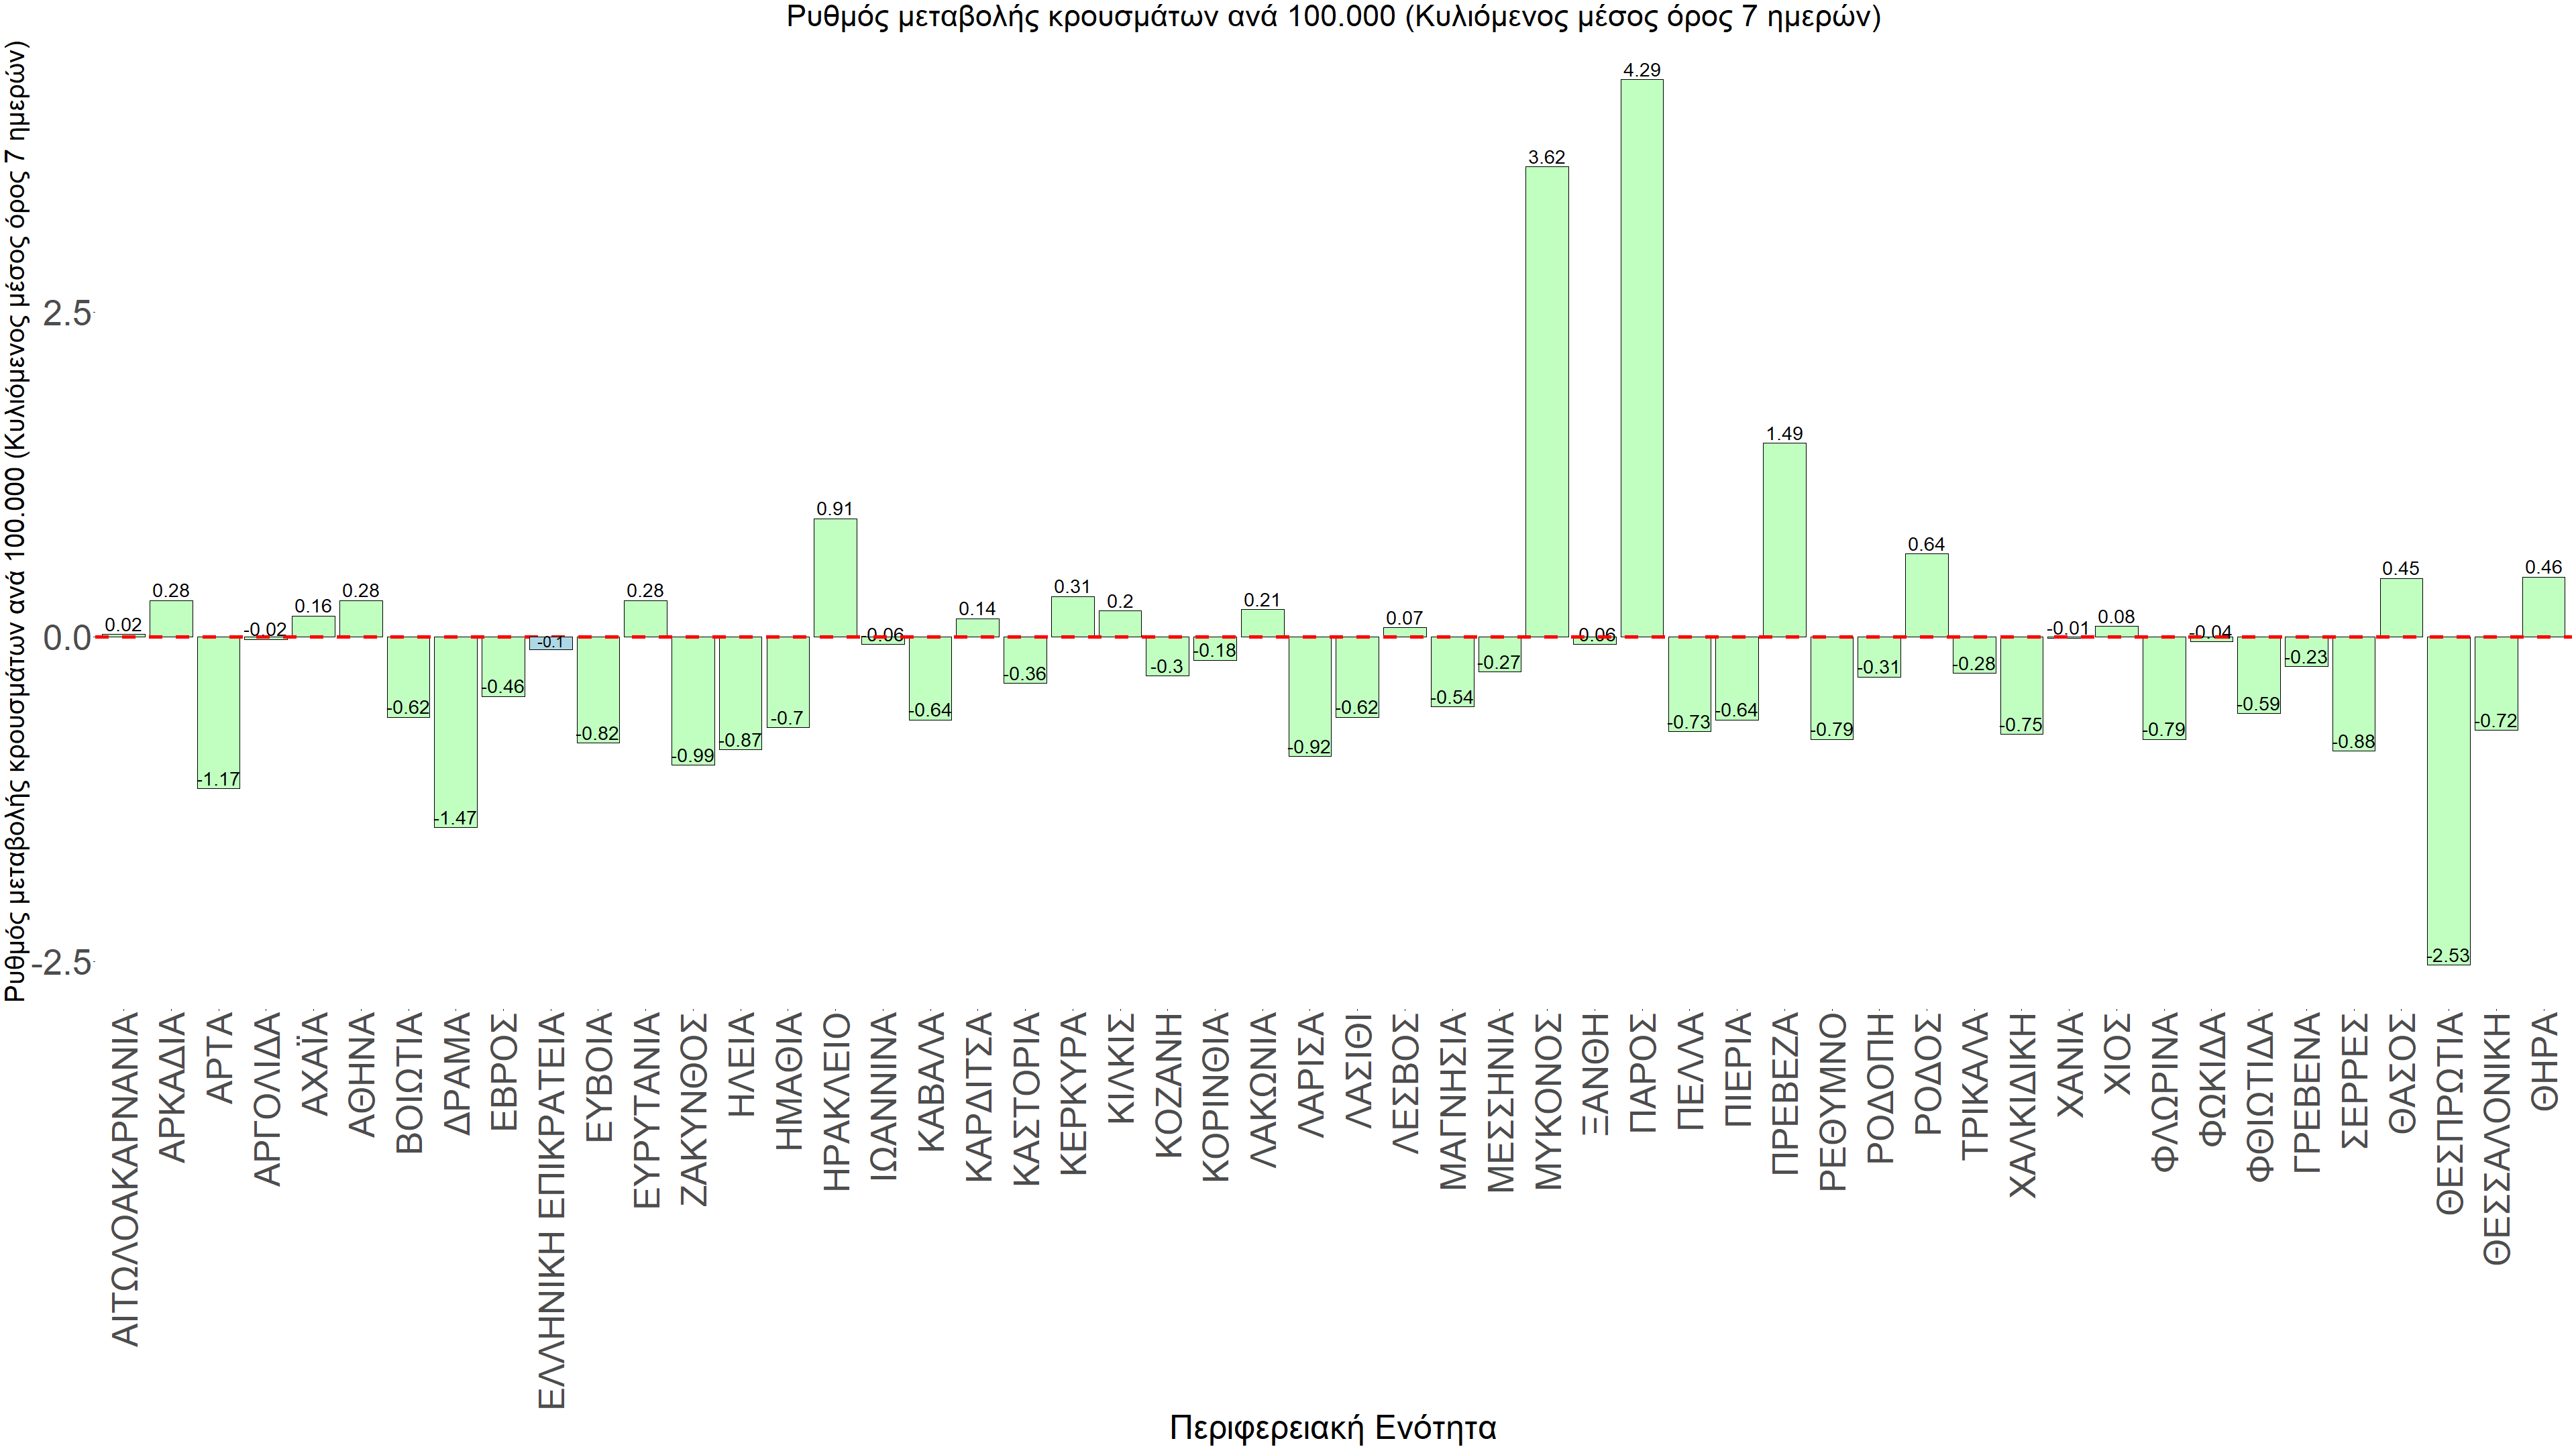 Ρυθμός μεταβολής κρουσμάτων ανά 100.000 (Κυλιόμενος μέσος όρος 7 ημερών)
Ρυθμός μεταβολής κρουσμάτων ανά 100.000 (Κυλιόμενος μέσος όρος 7 ημερών)
2.5
0.0
-2.5
0.02
0.28
-1.17
-0.02
0.16
0.28
-0.62
-1.47
-0.46
-0.1
-0.82
0.28
-0.99
-0.87
-0.7
0.91
-0.06
-0.64
0.14
-0.36
0.31
0.2
-0.3
-0.18
0.21
-0.92
-0.62
0.07
-0.54
-0.27
3.62
-0.06
4.29
-0.73
-0.64
1.49
-0.79
-0.31
0.64
-0.28
-0.75
-0.01
0.08
-0.79
-0.04
-0.59
-0.23
-0.88
0.45
-2.53
-0.72
0.46
ΑΙΤΩΛΟΑΚΑΡΝΑΝΙΑ
ΑΡΚΑΔΙΑ
ΑΡΤΑ
ΑΡΓΟΛΙΔΑ
ΑΧΑΪΑ
ΑΘΗΝΑ
ΒΟΙΩΤΙΑ
ΔΡΑΜΑ
ΕΒΡΟΣ
ΕΛΛΗΝΙΚΗ ΕΠΙΚΡΑΤΕΙΑ
ΕΥΒΟΙΑ
ΕΥΡΥΤΑΝΙΑ
ΖΑΚΥΝΘΟΣ
ΗΛΕΙΑ
ΗΜΑΘΙΑ
ΗΡΑΚΛΕΙΟ
ΙΩΑΝΝΙΝΑ
ΚΑΒΑΛΑ
ΚΑΡΔΙΤΣΑ
ΚΑΣΤΟΡΙΑ
ΚΕΡΚΥΡΑ
ΚΙΛΚΙΣ
ΚΟΖΑΝΗ
ΚΟΡΙΝΘΙΑ
ΛΑΚΩΝΙΑ
ΛΑΡΙΣΑ
ΛΑΣΙΘΙ
ΛΕΣΒΟΣ
ΜΑΓΝΗΣΙΑ
ΜΕΣΣΗΝΙΑ
ΜΥΚΟΝΟΣ
ΞΑΝΘΗ
ΠΑΡΟΣ
ΠΕΛΛΑ
ΠΙΕΡΙΑ
ΠΡΕΒΕΖΑ
ΡΕΘΥΜΝΟ
ΡΟΔΟΠΗ
ΡΟΔΟΣ
ΤΡΙΚΑΛΑ
ΧΑΛΚΙΔΙΚΗ
ΧΑΝΙΑ
ΧΙΟΣ
ΦΛΩΡΙΝΑ
ΦΩΚΙΔΑ
ΦΘΙΩΤΙΔΑ
ΓΡΕΒΕΝΑ
ΣΕΡΡΕΣ
ΘΑΣΟΣ
ΘΕΣΠΡΩΤΙΑ
ΘΕΣΣΑΛΟΝΙΚΗ
ΘΗΡΑ
Περιφερειακή Ενότητα